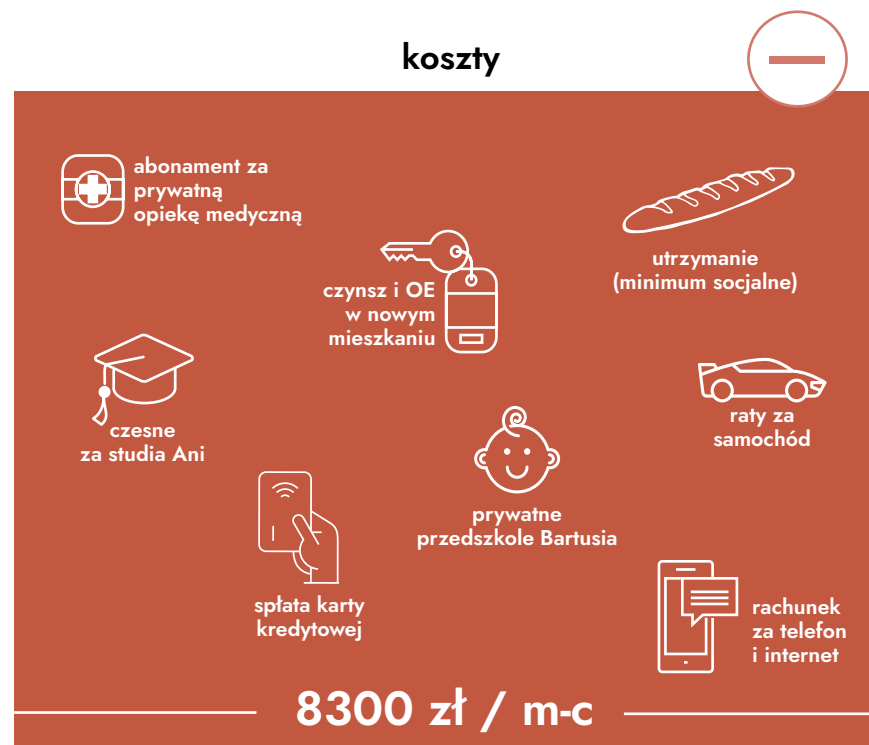 koszty
abonament za
prywatną
opiekę medyczną
utrzymanie
(minimum socjalne)
czynsz i OE
w nowym
mieszkaniu
czesne
za studia Ani
raty za
samochód
prywatne
przedszkole Bartusia
spłata karty
kredytowej
rachunek
za telefon
i internet
8300 zł / m-c